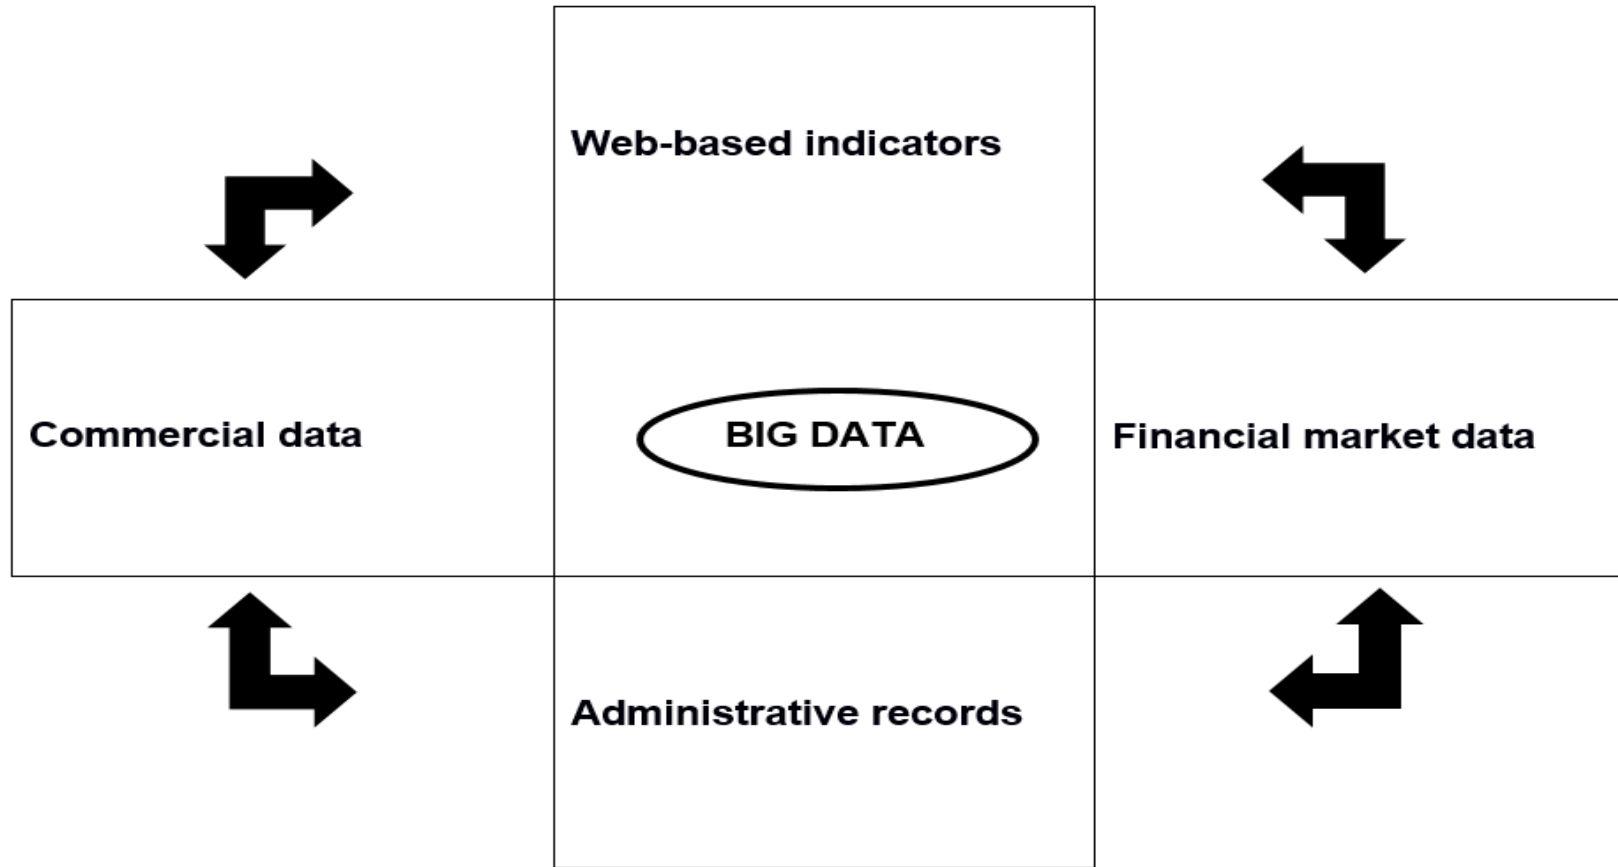 Web-based indicators
Commercial data
BIG DATA
Financial market data
Administrative records